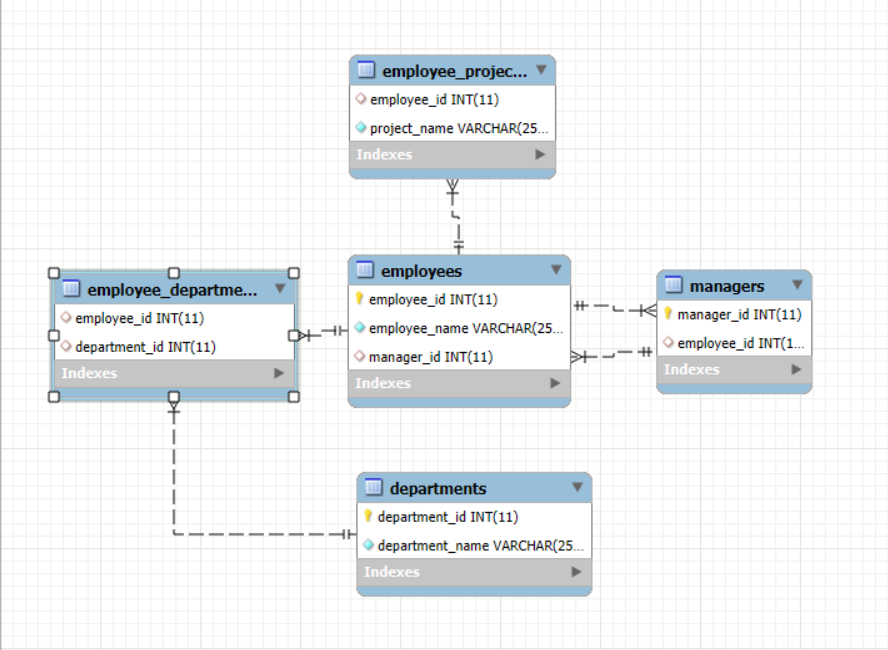 employee_projec...
employee_id INT(11)
project_name VARCHAR(25...
Indexes
employee_departme...
employee_id INT(11)
department_id INT(11)
Indexes
employees
employee_id INT(11)
employee_name VARCHAR(25...
manager_id INT(11)
Indexes
managers
manager_id INT(11)
employee_id INT(1...
Indexes
departments
department_id INT(11)
department_name VARCHAR(25...
Indexes